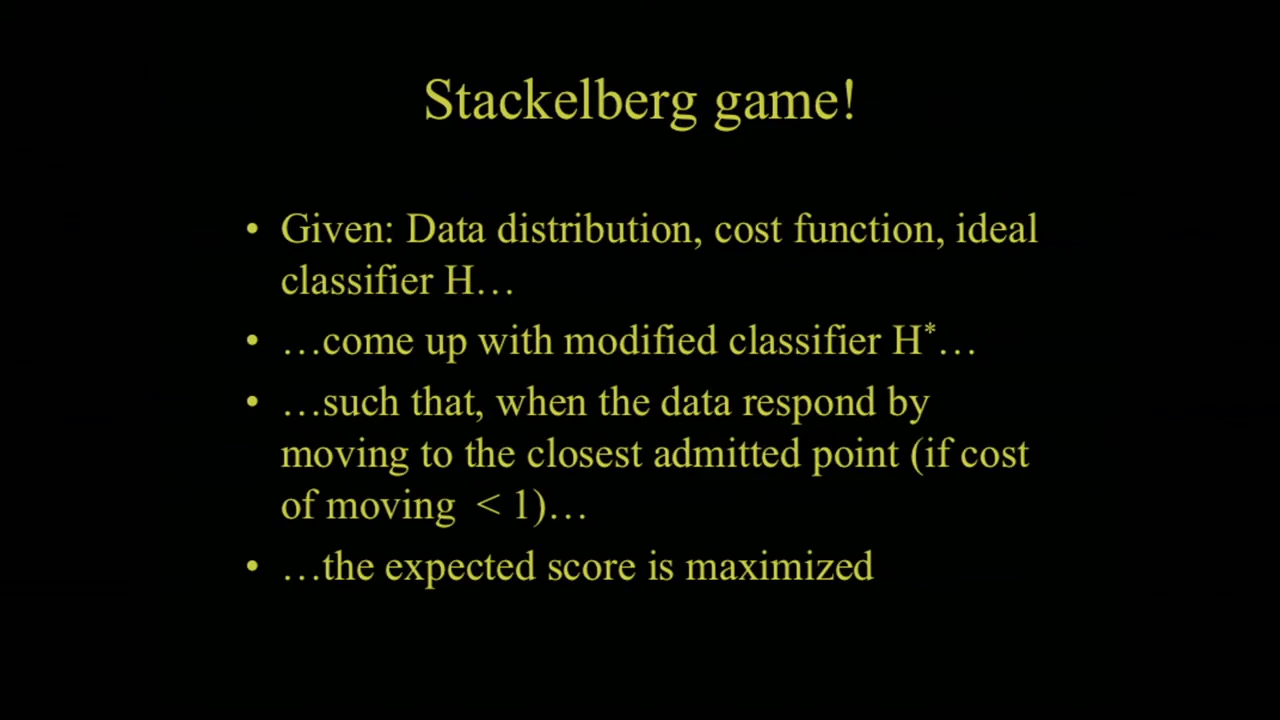 Stackelberg game!
• Given: Data distribution, cost function, ideal
classifier H…
• …come up with modified classifier H*…
• …such that, when the data respond by
moving to the closest admitted point (if cost
of moving < 1)…
• …the expected score is maximized